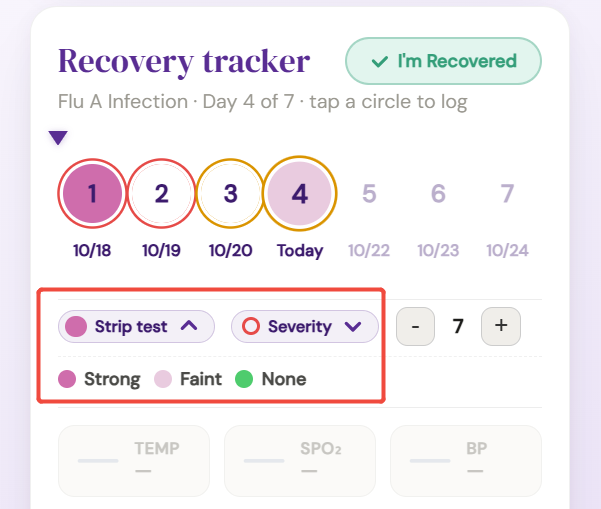 Recovery tracker
I'm Recovered
Flu A Infection · Day 4 of 7 · tap a circle to log
1 2 3 4 5 6 7
10/18 10/19 10/20 Today 10/22 10/23 10/24
Strip test Severity - 7 +
Strong Faint None
TEMP SPO₂ BP
— — —